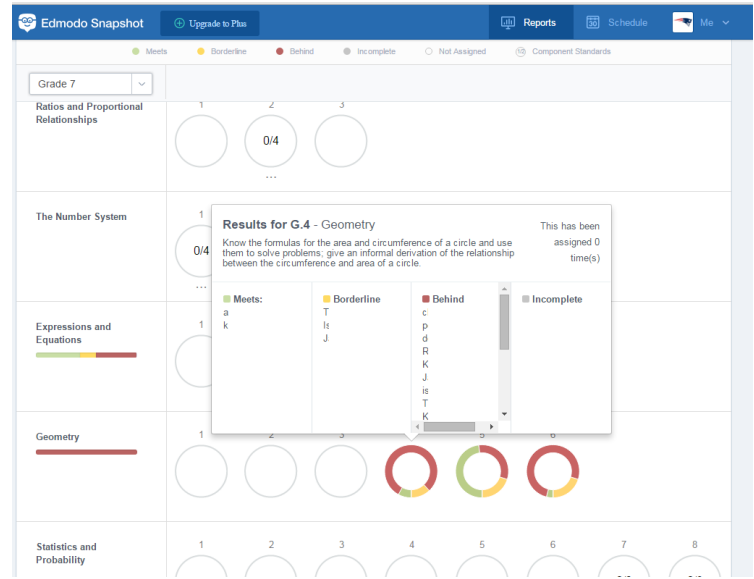 Edmodo Snapshot
Upgrade to Plus
Reports
30
Schedule
Me
Meets
Borderline
Behind
Incomplete
Not Assigned
Component Standards
Grade 7
Ratios and Proportional
Relationships
1 2 3
0/4
...
The Number System
1
0/4
...
Results for G.4 - Geometry
Know the formulas for the area and circumference of a circle and use
them to solve problems; give an informal derivation of the relationship
between the circumference and area of a circle.
This has been
assigned 0
time(s)
Meets:
a
k
Borderline
T
Is
J
Behind
c
p
d
R
K
J
is
T
K
Incomplete
Expressions and
Equations
1
Geometry
1 2 3 5 6
Statistics and
Probability
1 2 3 4 5 6 7 8